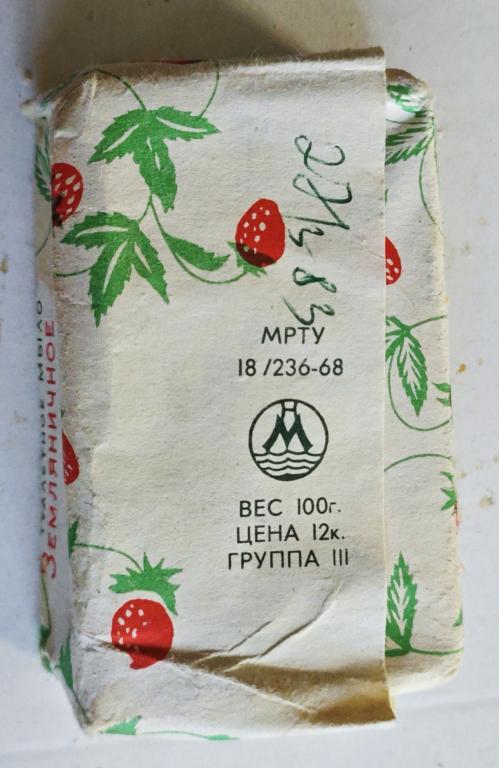 ТУАЛЕТНОЕ МЫЛО
ЗЕМЛЯНИЧНОЕ
МРТУ
18/236-68
М
ВЕС 100г.
ЦЕНА 12к.
ГРУППА III